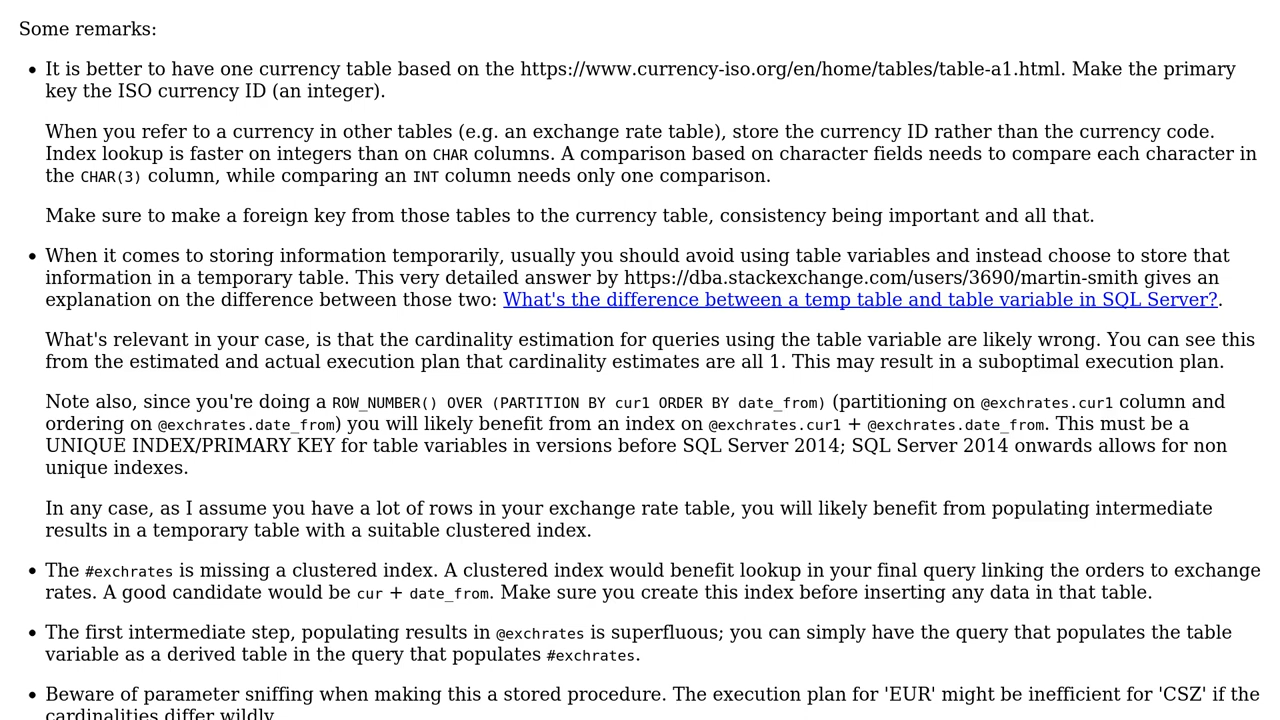 Some remarks:
It is better to have one currency table based on the https://www.currency-iso.org/en/home/tables/table-a1.html. Make the primary
key the ISO currency ID (an integer).
When you refer to a currency in other tables (e.g. an exchange rate table), store the currency ID rather than the currency code.
Index lookup is faster on integers than on CHAR columns. A comparison based on character fields needs to compare each character in
the CHAR(3) column, while comparing an INT column needs only one comparison.
Make sure to make a foreign key from those tables to the currency table, consistency being important and all that.
When it comes to storing information temporarily, usually you should avoid using table variables and instead choose to store that
information in a temporary table. This very detailed answer by https://dba.stackexchange.com/users/3690/martin-smith gives an
explanation on the difference between those two: What's the difference between a temp table and table variable in SQL Server?.
What's relevant in your case, is that the cardinality estimation for queries using the table variable are likely wrong. You can see this
from the estimated and actual execution plan that cardinality estimates are all 1. This may result in a suboptimal execution plan.
Note also, since you're doing a ROW_NUMBER() OVER (PARTITION BY cur1 ORDER BY date_from) (partitioning on @exchrates.cur1 column and
ordering on @exchrates.date_from) you will likely benefit from an index on @exchrates.cur1 + @exchrates.date_from. This must be a
UNIQUE INDEX/PRIMARY KEY for table variables in versions before SQL Server 2014; SQL Server 2014 onwards allows for non
unique indexes.
In any case, as I assume you have a lot of rows in your exchange rate table, you will likely benefit from populating intermediate
results in a temporary table with a suitable clustered index.
The #exchrates is missing a clustered index. A clustered index would benefit lookup in your final query linking the orders to exchange
rates. A good candidate would be cur + date_from. Make sure you create this index before inserting any data in that table.
The first intermediate step, populating results in @exchrates is superfluous; you can simply have the query that populates the table
variable as a derived table in the query that populates #exchrates.
Beware of parameter sniffing when making this a stored procedure. The execution plan for 'EUR' might be inefficient for 'CSZ' if the
cardinalities differ wildly.